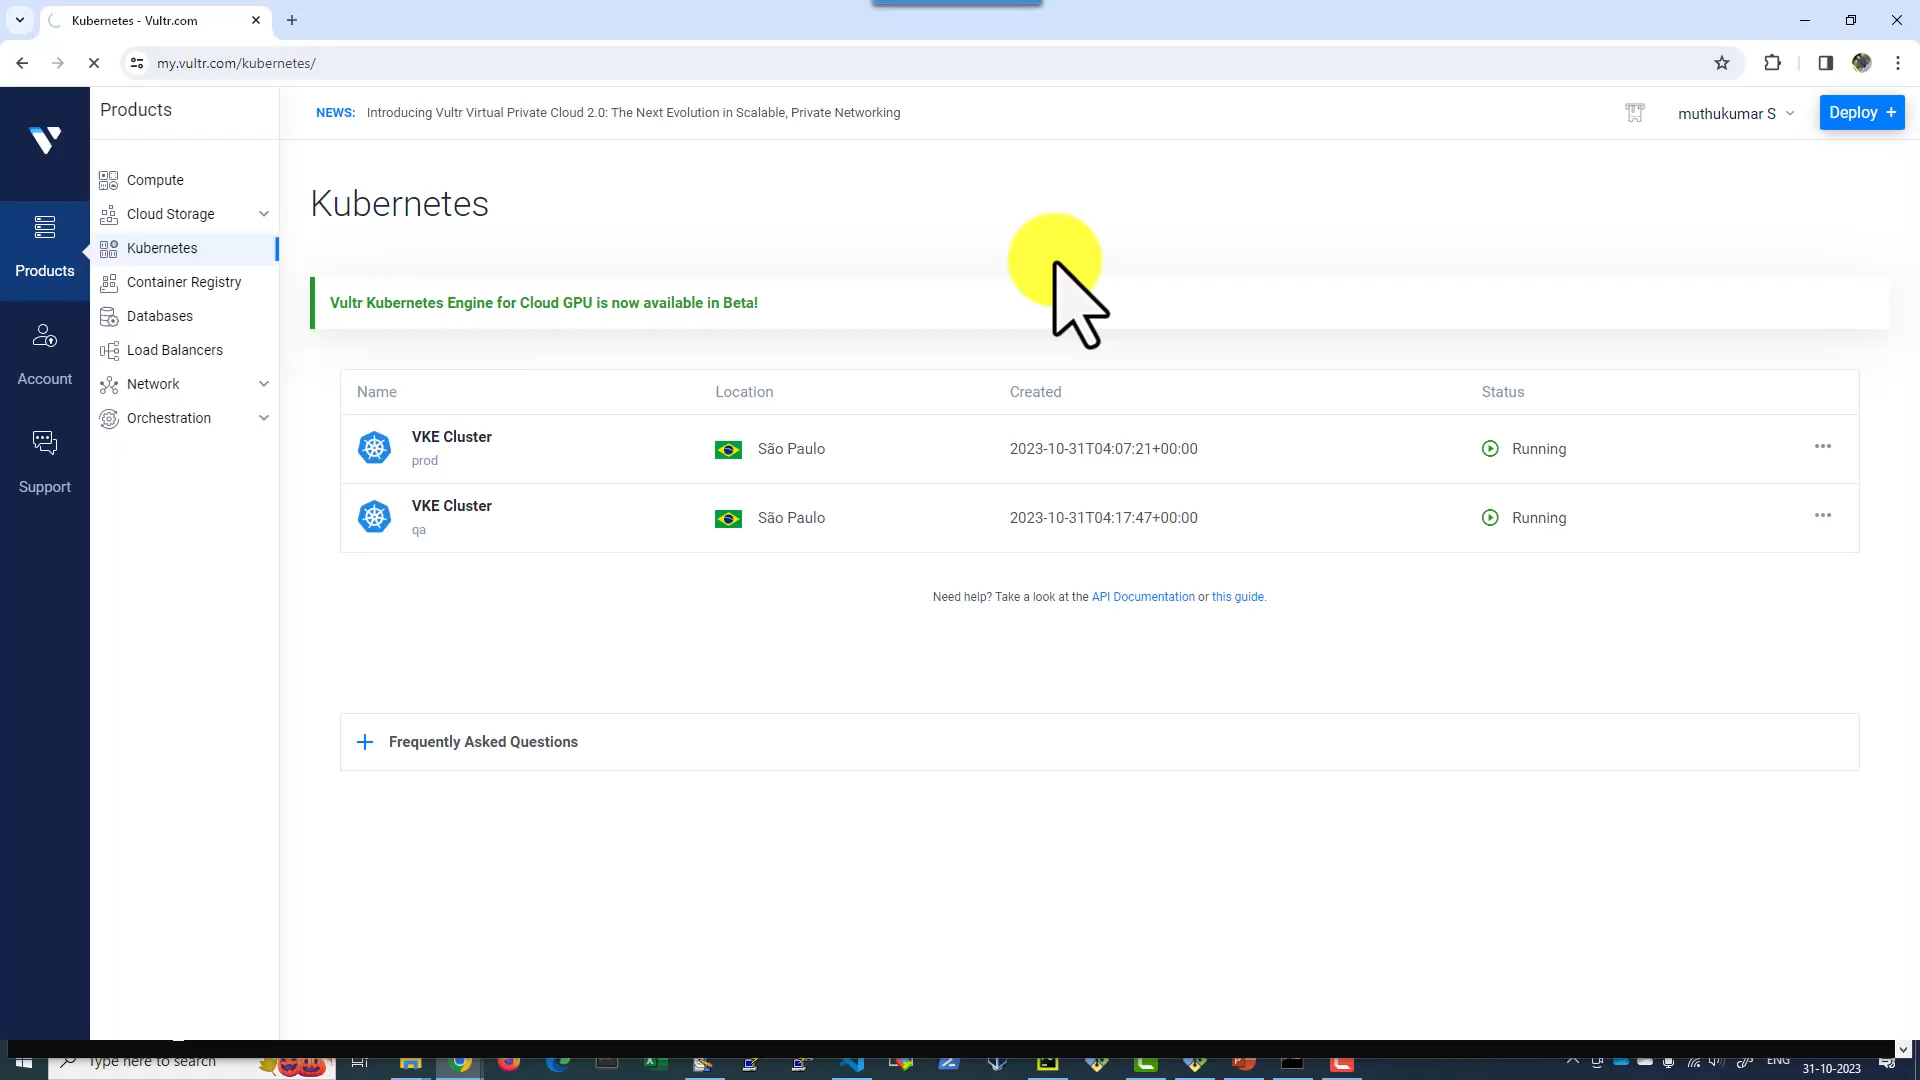 Kubernetes - Vultr.com
my.vultr.com/kubernetes/
Products
NEWS: Introducing Vultr Virtual Private Cloud 2.0: The Next Evolution in Scalable, Private Networking
muthukumar S
Deploy +
Compute
Cloud Storage
Kubernetes
Container Registry
Databases
Load Balancers
Network
Orchestration
Products
Account
Support
Kubernetes
Vultr Kubernetes Engine for Cloud GPU is now available in Beta!
Name Location Created Status
VKE Cluster
prod
São Paulo 2023-10-31T04:07:21+00:00 Running
VKE Cluster
qa
São Paulo 2023-10-31T04:17:47+00:00 Running
Need help? Take a look at the API Documentation or this guide.
Frequently Asked Questions
Type here to search
ENG
31-10-2023